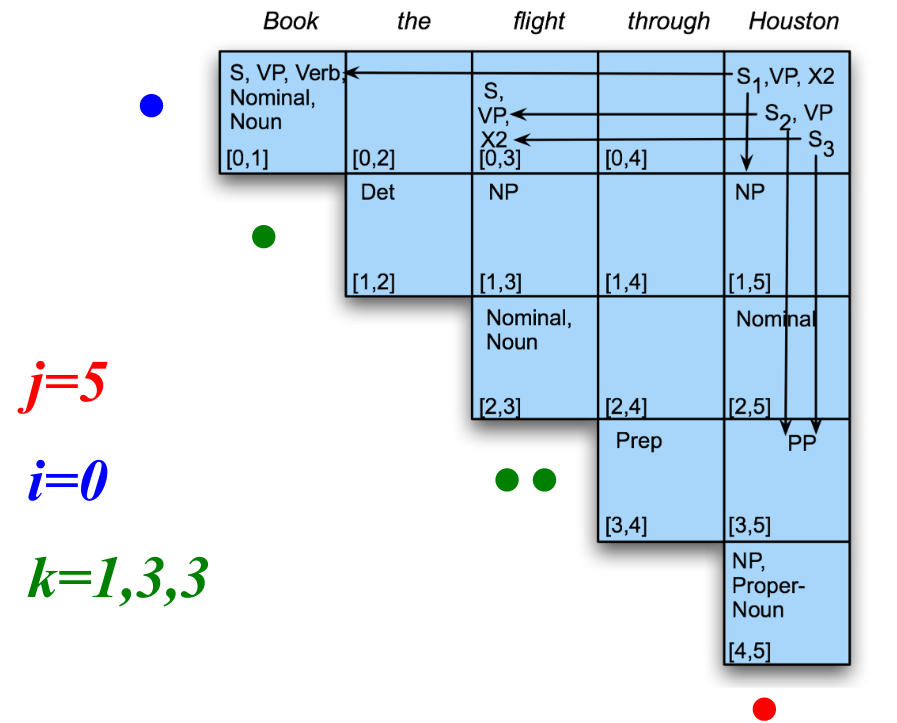 Book the flight through Houston
S, VP, Verb,
Nominal,
Noun
[0,1]
[0,2]
S,
VP,
X2
[0,3]
[0,4]
S1,VP, X2
S2, VP
S3
Det
[1,2]
NP
[1,3]
[1,4]
NP
[1,5]
Nominal,
Noun
[2,3]
[2,4]
Nominal
[2,5]
Prep
[3,4]
PP
[3,5]
NP,
Proper-
Noun
[4,5]
j=5
i=0
k=1,3,3